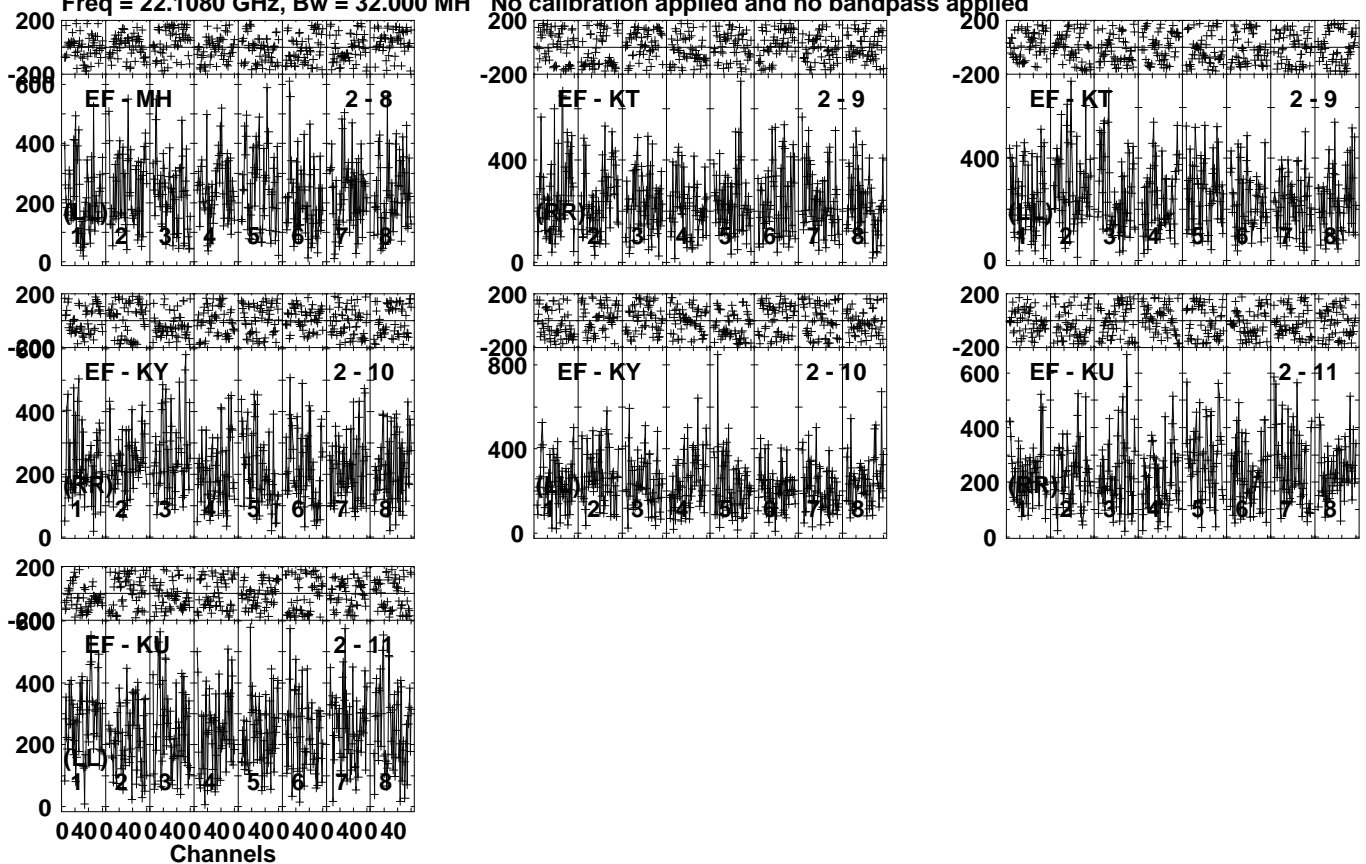 Freq = 22.1080 GHz, Bw = 32.000 MH No calibration applied and no bandpass applied
200
-200
600
400
200
0
EF - MH 2 - 8
(LL)
1 2 3 4 5 6 7 8
200
-200
400
0
EF - KT 2 - 9
(RR)
1 2 3 4 5 6 7 8
200
-200
400
0
EF - KT 2 - 9
(LL)
1 2 3 4 5 6 7 8
200
-200
600
400
200
0
EF - KY 2 - 10
(RR)
1 2 3 4 5 6 7 8
200
-200
800
400
0
EF - KY 2 - 10
(LL)
1 2 3 4 5 6 7 8
200
-200
600
400
200
0
EF - KU 2 - 11
(RR)
1 2 3 4 5 6 7 8
200
-200
600
400
200
0
EF - KU 2 - 11
(LL)
1 2 3 4 5 6 7 8
0 40 0 40 0 40 0 40 0 40 0 40 0 40 0 40
Channels